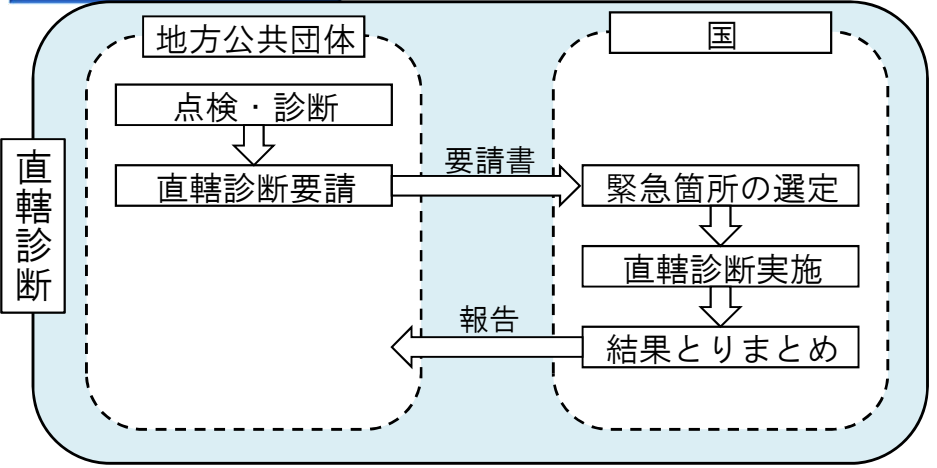 地方公共団体
国
点検・診断
直轄診断要請
要請書
緊急箇所の選定
直轄診断
直轄診断実施
報告
結果とりまとめ